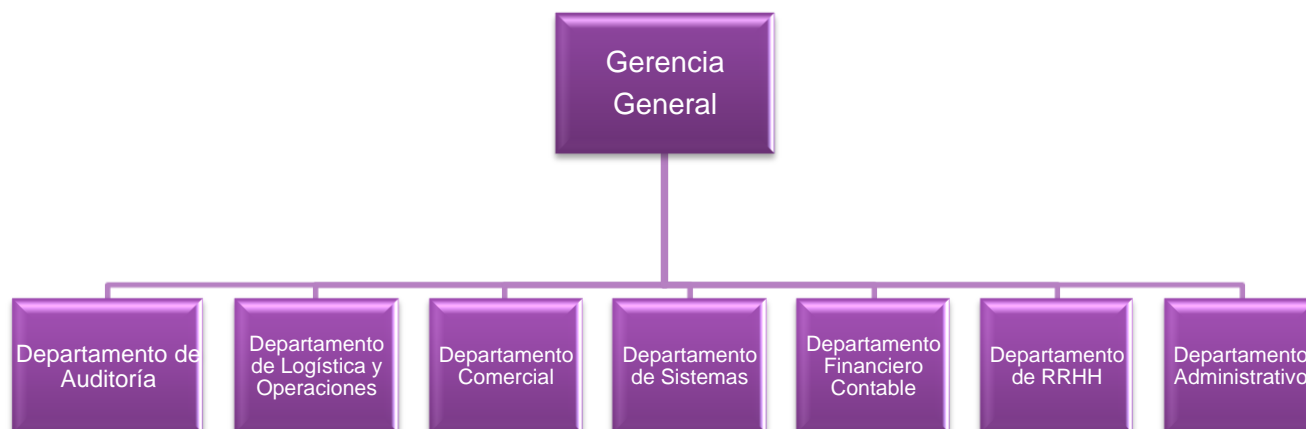 Gerencia
General
Departamento de
Auditoría
Departamento
de Logística y
Operaciones
Departamento
Comercial
Departamento
de Sistemas
Departamento
Financiero
Contable
Departamento
de RRHH
Departamento
Administrativo